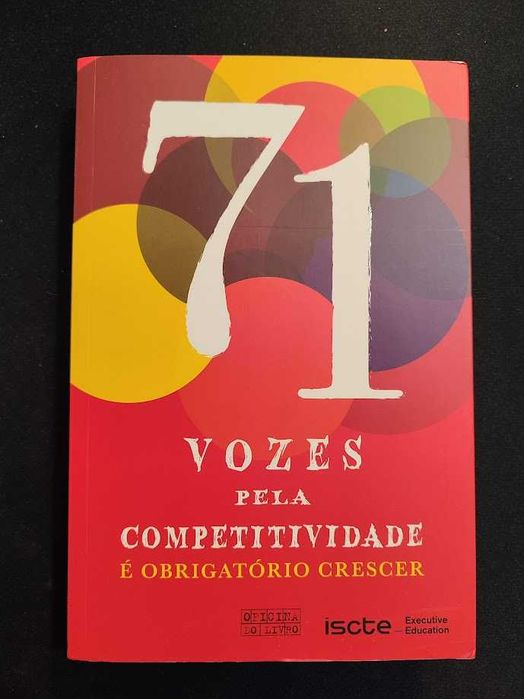 71
VOZES
PELA
COMPETITIVIDADE
É OBRIGATÓRIO CRESCER
OFICINA
DO LIVRO
iscte Executive
Education